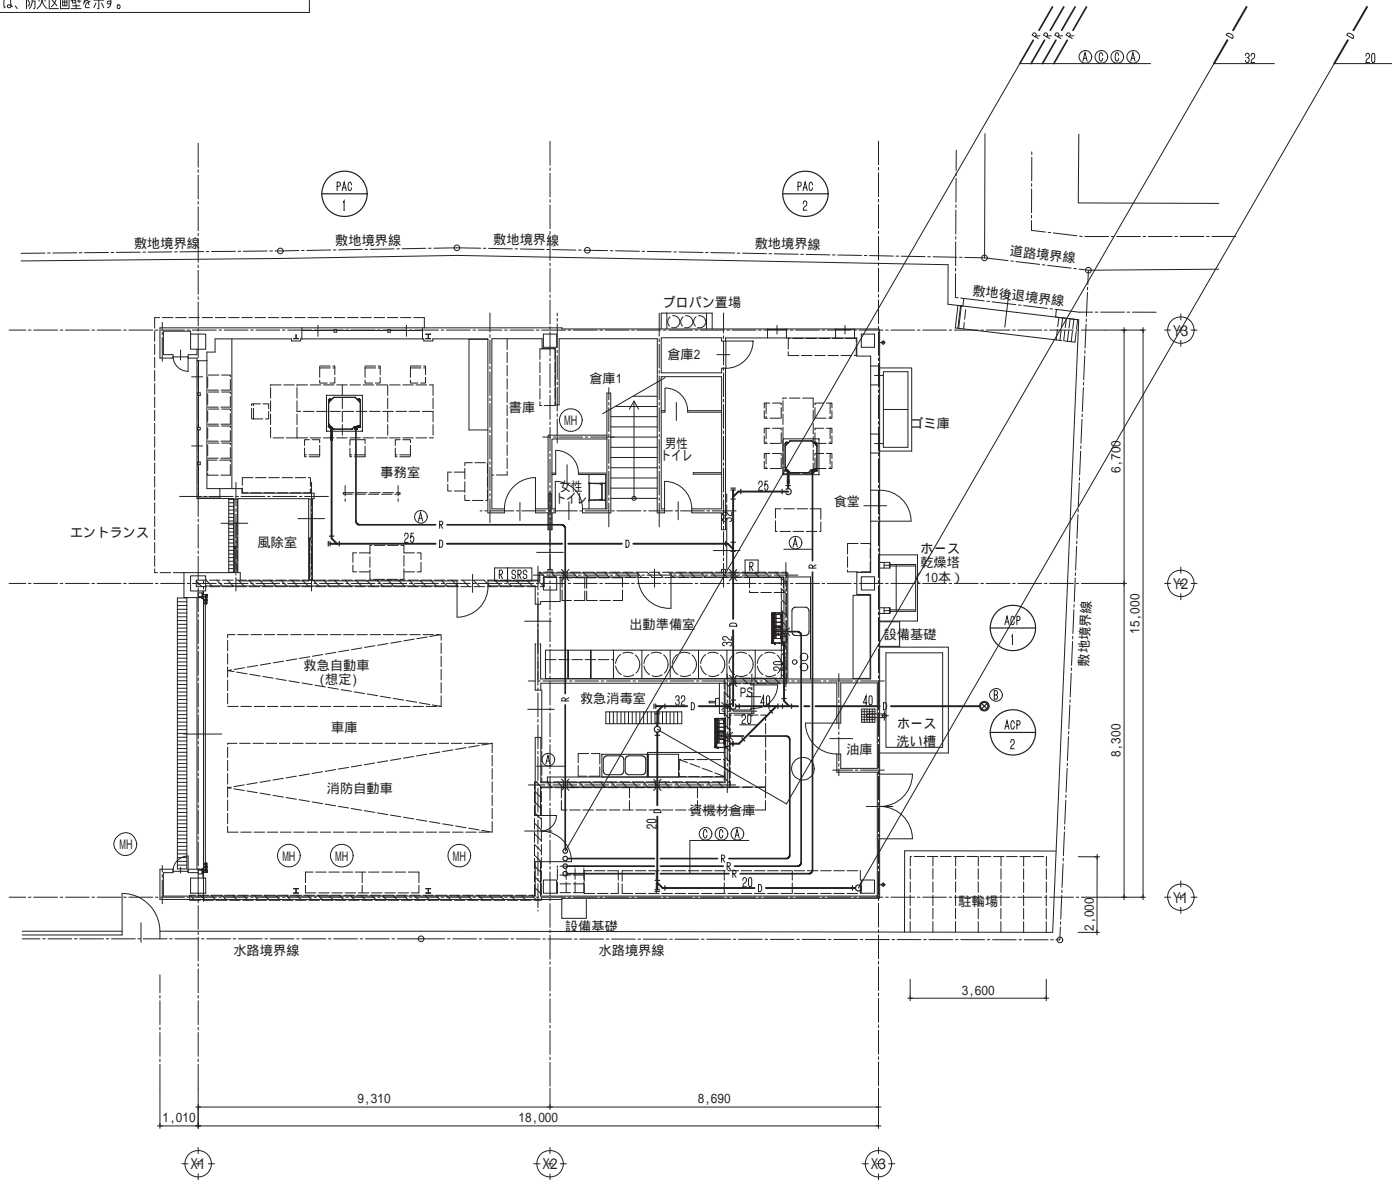 は、防火区画壁を示す。
R
R
R
R
D
D
Ⓐ Ⓒ Ⓒ Ⓐ
32
20
PAC
1
PAC
2
敷地境界線
敷地境界線
敷地境界線
敷地境界線
道路境界線
敷地後退境界線
プロパン置場
Y3
倉庫2
倉庫1
書庫
MH
男性
トイレ
ゴミ庫
6,700
事務室
女性
トイレ
25
食堂
32
Ⓐ
R
エントランス
風除室
25
D
D
Ⓐ
R
ホース
乾燥塔
10本)
R SRS
R
Y2
15,000
ACP
1
敷地境界線
出動準備室
D
設備基礎
32
20
救急自動車
(想定)
救急消毒室
PS
R
32
D
40
40
D
Ⓑ
20
ACP
2
車庫
ホース
洗い槽
油庫
8,300
Ⓐ
消防自動車
資機材倉庫
D
20
Ⓒ Ⓒ Ⓐ
MH
MH
MH
MH
R
R
R
20
D
駐輪場
2,000
Y1
設備基礎
水路境界線
水路境界線
3,600
9,310
8,690
1,010
18,000
X1
X2
X3